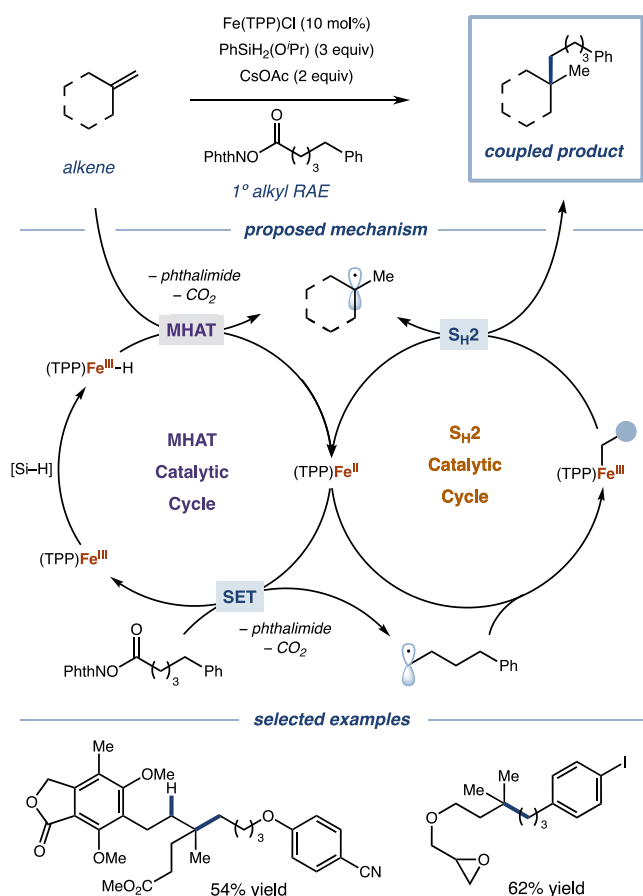 Fe(TPP)Cl (10 mol%)
PhSiH2(OiPr) (3 equiv)
CsOAc (2 equiv)
O
PhthNO
Ph
3
1º alkyl RAE
alkene
3
Ph
Me
coupled product
proposed mechanism
– phthalimide
– CO2
MHAT
Me
SH2
(TPP)FeIII–H
MHAT
Catalytic
Cycle
[Si–H]
(TPP)FeII
SH2
Catalytic
Cycle
(TPP)FeIII
(TPP)FeIII
SET
– phthalimide
– CO2
O
PhthNO
Ph
3
Ph
selected examples
Me
OMe
H
O
O
OMe
Me
MeO2C
3
O
CN
54% yield
Me
Me
I
3
O
O
62% yield